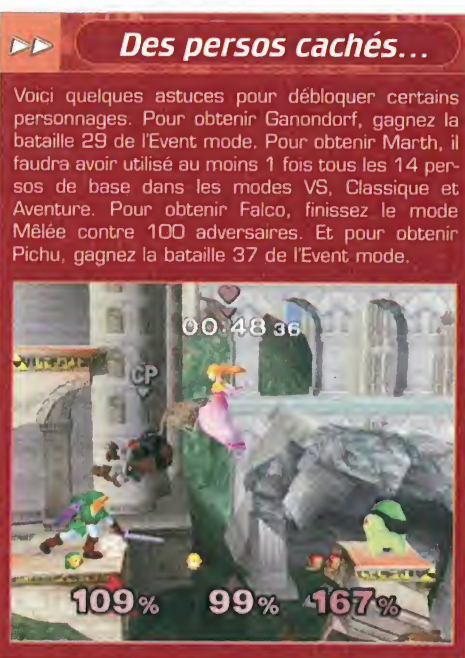 Des persos cachés...
Voici quelques astuces pour débloquer certains
personnages. Pour obtenir Ganondorf, gagnez la
bataille 29 de l'Event mode. Pour obtenir Marth, il
faudra avoir utilisé au moins 1 fois tous les 14 per-
sos de base dans les modes VS, Classique et
Aventure. Pour obtenir Falco, finissez le mode
Mêlée contre 100 adversaires. Et pour obtenir
Pichu, gagnez la bataille 37 de l'Event mode.
00:48 36
CP
109% 99% 167%